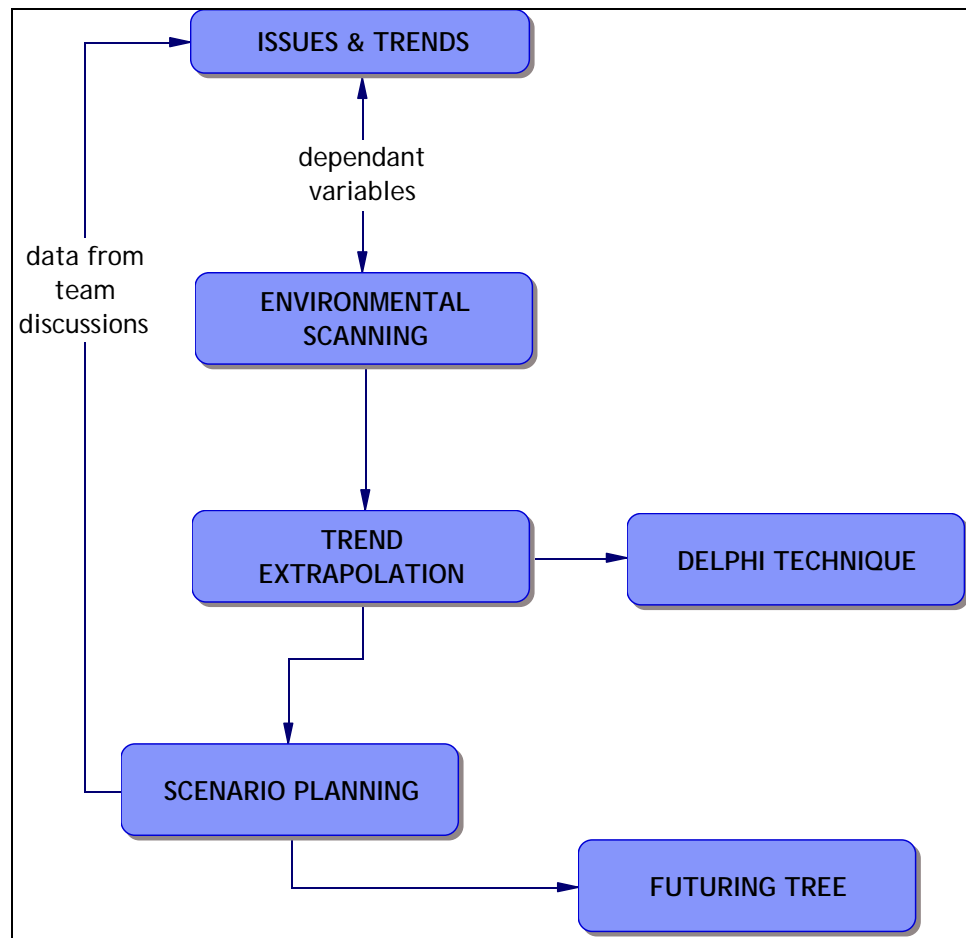 ISSUES & TRENDS
dependant
variables
data from
team
discussions
ENVIRONMENTAL
SCANNING
TREND
EXTRAPOLATION
DELPHI TECHNIQUE
SCENARIO PLANNING
FUTURING TREE